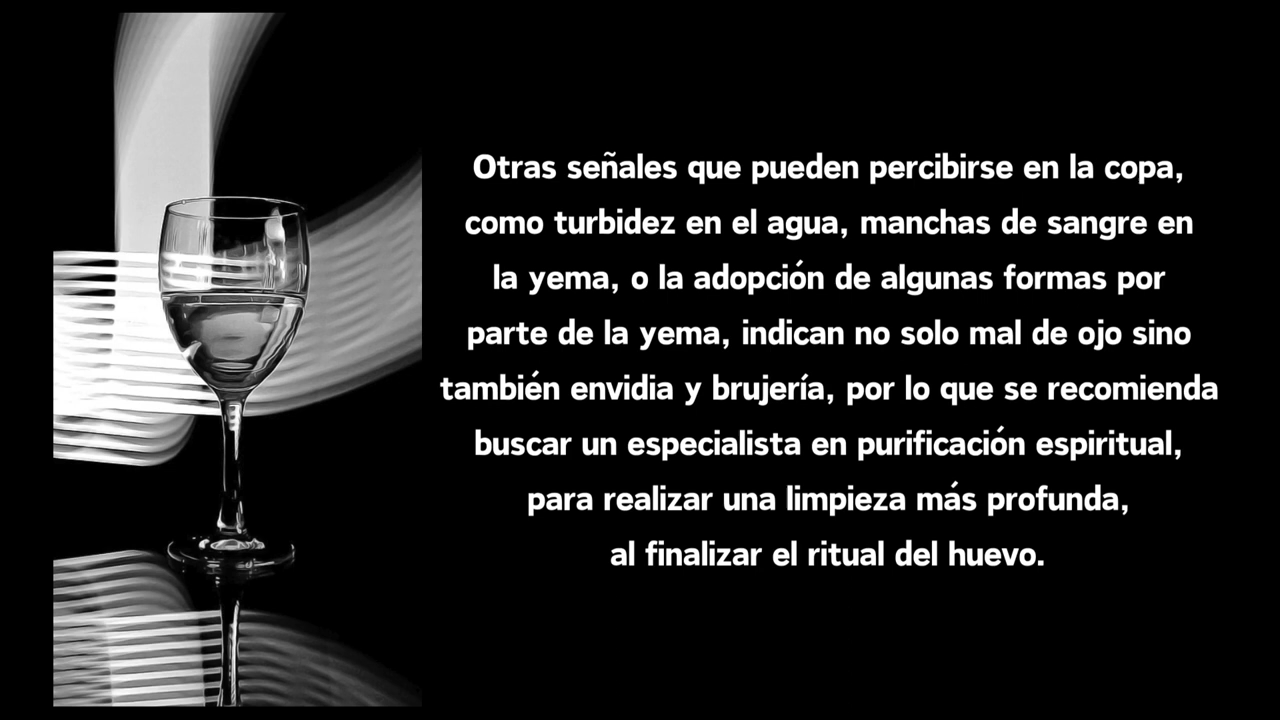 Otras señales que pueden percibirse en la copa,
como turbidez en el agua, manchas de sangre en
la yema, o la adopción de algunas formas por
parte de la yema, indican no solo mal de ojo sino
también envidia y brujería, por lo que se recomienda
buscar un especialista en purificación espiritual,
para realizar una limpieza más profunda,
al finalizar el ritual del huevo.